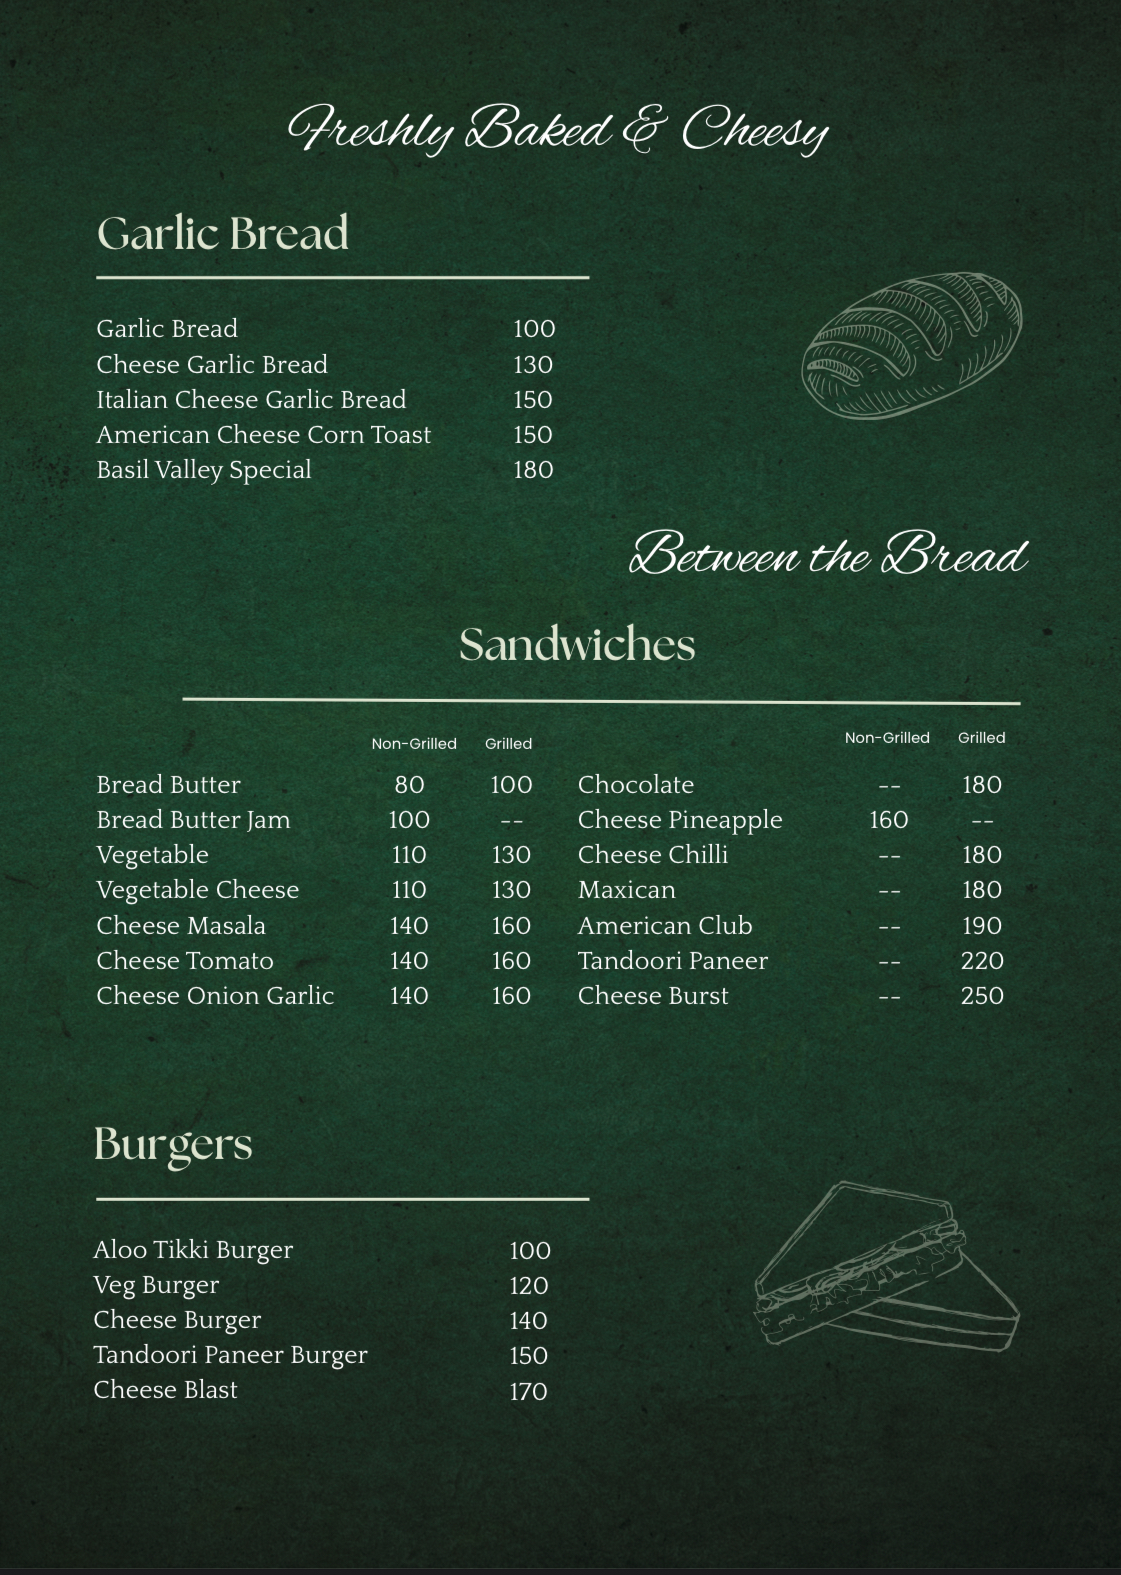 Freshly Baked & Cheesy
Garlic Bread
Garlic Bread 100
Cheese Garlic Bread 130
Italian Cheese Garlic Bread 150
American Cheese Corn Toast 150
Basil Valley Special 180
Between the Bread
Sandwiches
Non-Grilled Grilled Non-Grilled Grilled
Bread Butter 80 100 Chocolate -- 180
Bread Butter Jam 100 -- Cheese Pineapple 160 --
Vegetable 110 130 Cheese Chilli -- 180
Vegetable Cheese 110 130 Maxican -- 180
Cheese Masala 140 160 American Club -- 190
Cheese Tomato 140 160 Tandoori Paneer -- 220
Cheese Onion Garlic 140 160 Cheese Burst -- 250
Burgers
Aloo Tikki Burger 100
Veg Burger 120
Cheese Burger 140
Tandoori Paneer Burger 150
Cheese Blast 170